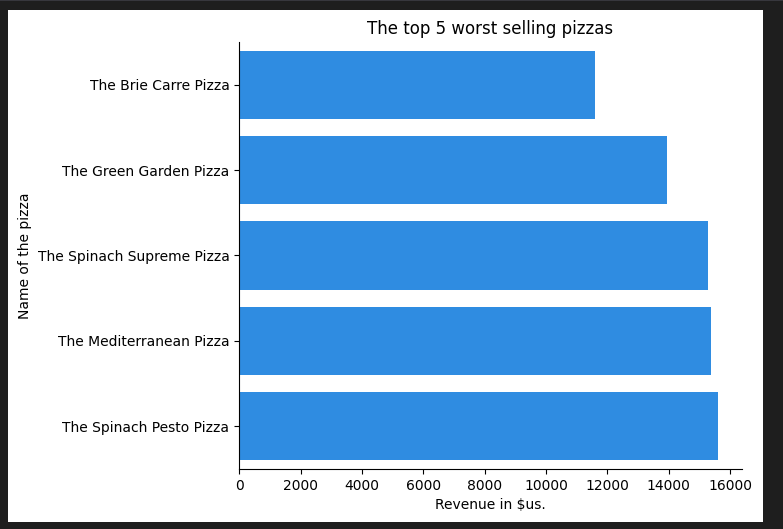 The top 5 worst selling pizzas
Name of the pizza
The Brie Carre Pizza
The Green Garden Pizza
The Spinach Supreme Pizza
The Mediterranean Pizza
The Spinach Pesto Pizza
0 2000 4000 6000 8000 10000 12000 14000 16000
Revenue in $us.